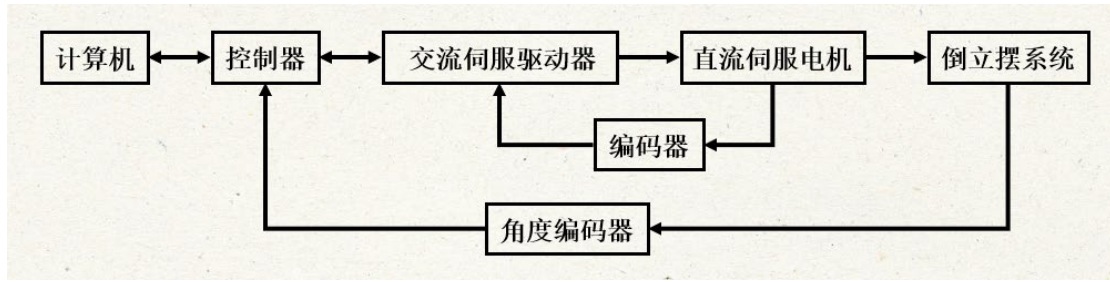 计算机
控制器
交流伺服驱动器
直流伺服电机
倒立摆系统
编码器
角度编码器